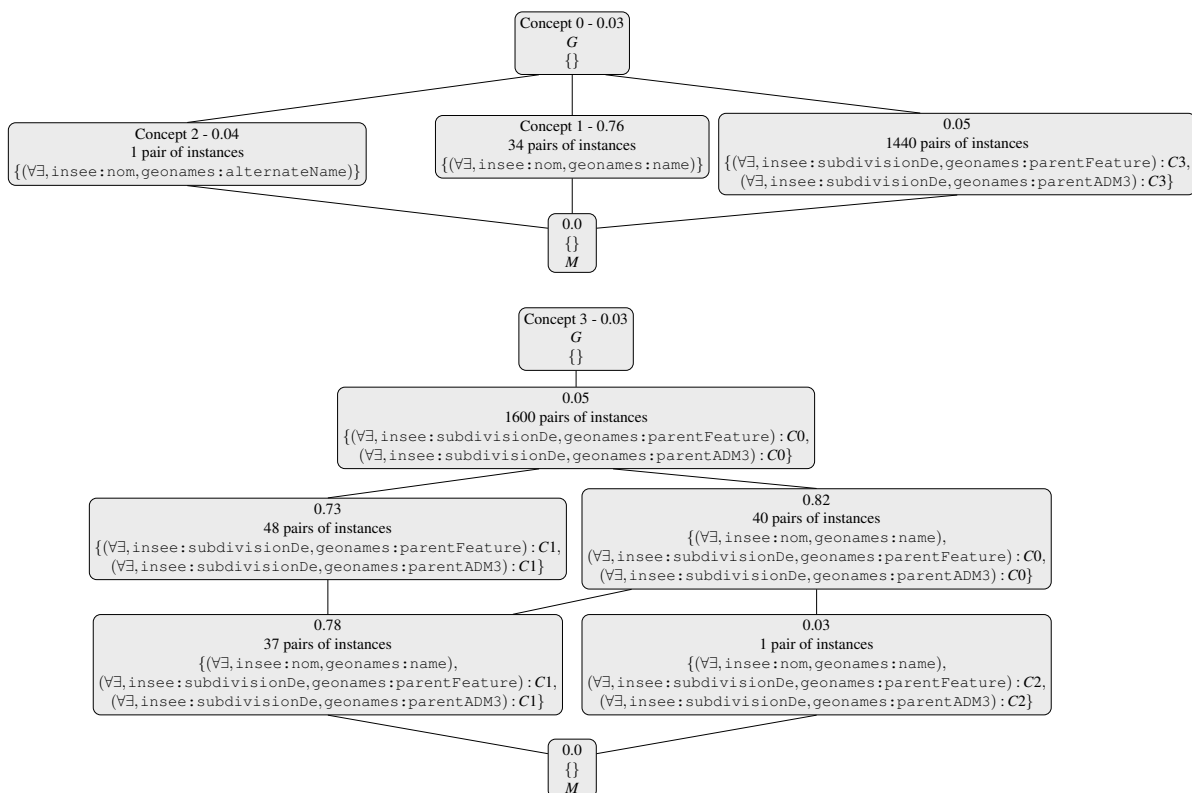 Concept 0 - 0.03
G
{}
Concept 2 - 0.04
1 pair of instances
{(∀∃,insee:nom,geonames:alternateName)}
Concept 1 - 0.76
34 pairs of instances
{(∀∃,insee:nom,geonames:name)}
0.05
1440 pairs of instances
{(∀∃,insee:subdivisionDe,geonames:parentFeature):C3,
(∀∃,insee:subdivisionDe,geonames:parentADM3):C3}
0.0
{}
M
Concept 3 - 0.03
G
{}
0.05
1600 pairs of instances
{(∀∃,insee:subdivisionDe,geonames:parentFeature):C0,
(∀∃,insee:subdivisionDe,geonames:parentADM3):C0}
0.73
48 pairs of instances
{(∀∃,insee:subdivisionDe,geonames:parentFeature):C1,
(∀∃,insee:subdivisionDe,geonames:parentADM3):C1}
0.82
40 pairs of instances
{(∀∃,insee:nom,geonames:name),
(∀∃,insee:subdivisionDe,geonames:parentFeature):C0,
(∀∃,insee:subdivisionDe,geonames:parentADM3):C0}
0.78
37 pairs of instances
{(∀∃,insee:nom,geonames:name),
(∀∃,insee:subdivisionDe,geonames:parentFeature):C1,
(∀∃,insee:subdivisionDe,geonames:parentADM3):C1}
0.03
1 pair of instances
{(∀∃,insee:nom,geonames:name),
(∀∃,insee:subdivisionDe,geonames:parentFeature):C2,
(∀∃,insee:subdivisionDe,geonames:parentADM3):C2}
0.0
{}
M